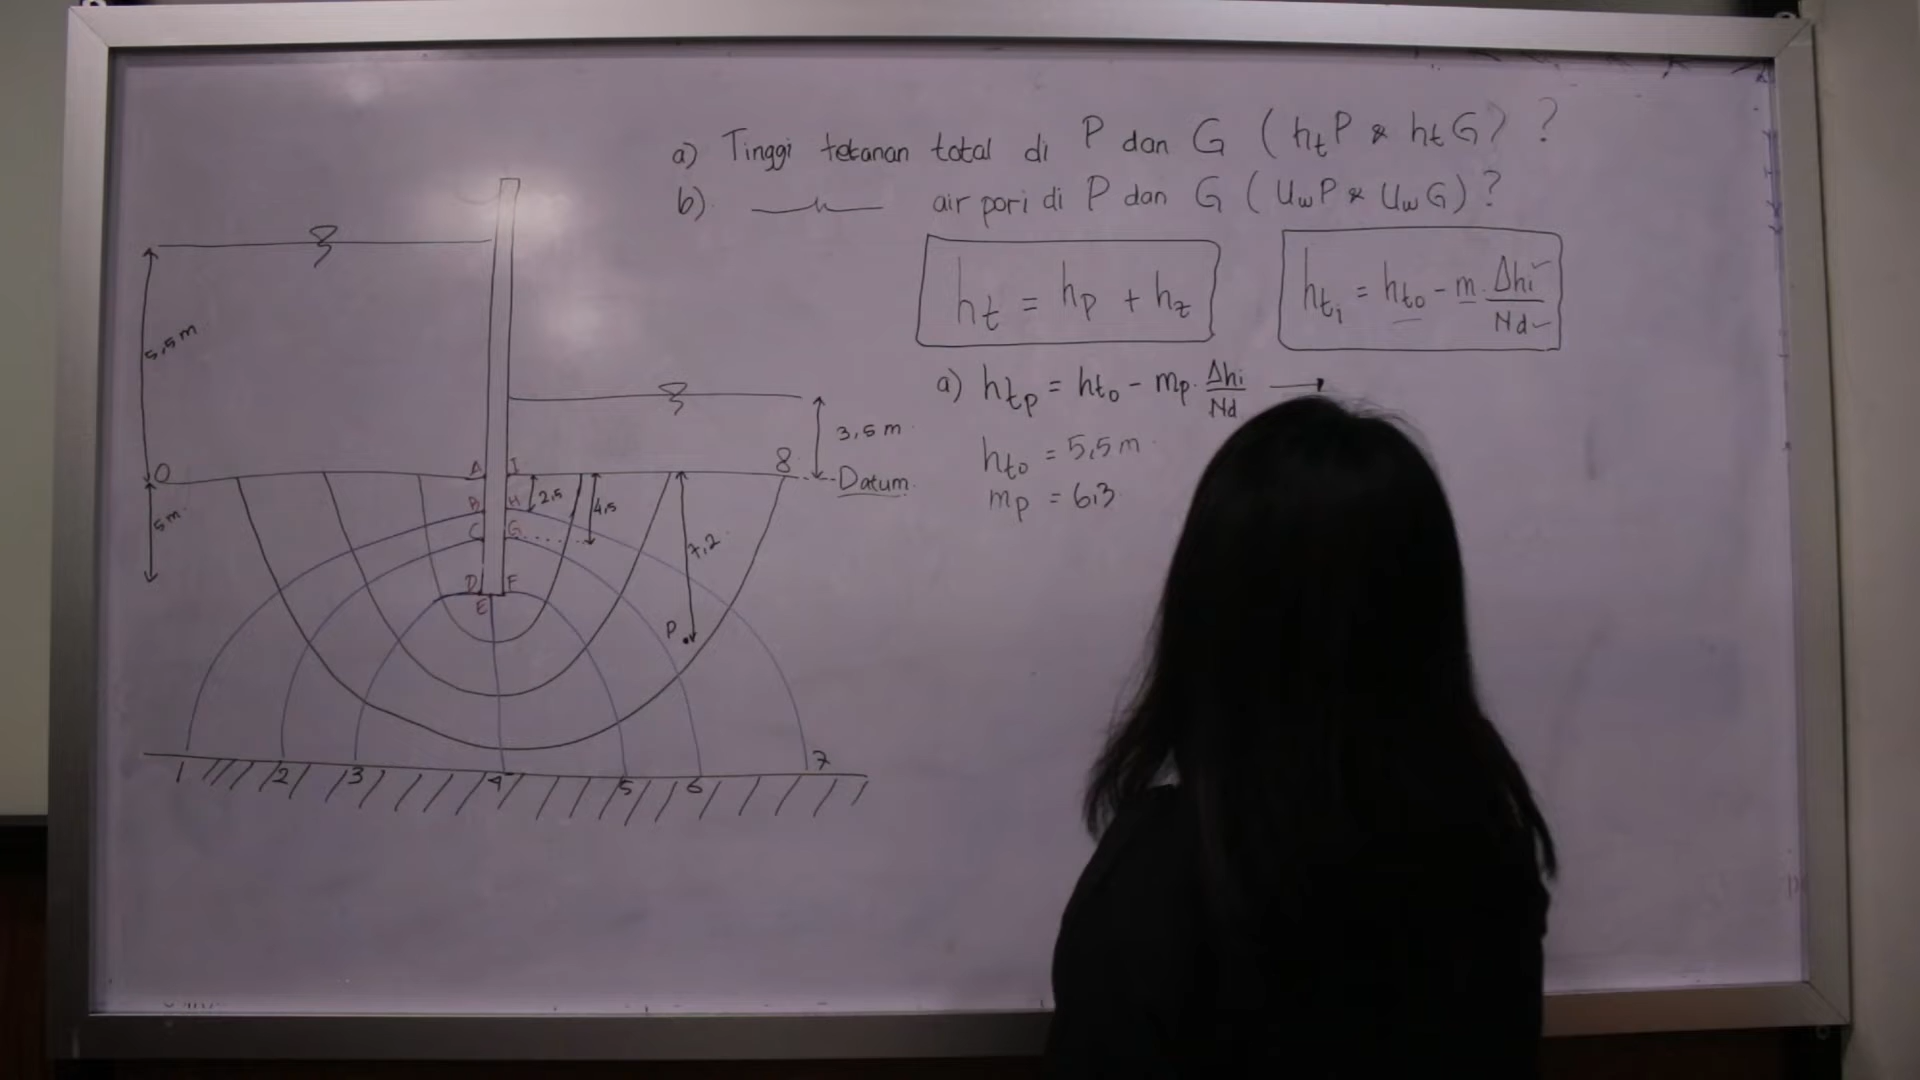 a) Tinggi tekanan total di P dan G (htP & htG) ?
b). air pori di P dan G (UwP & UwG) ?
ht = hp + hz
hti = hto - m. Δhi / Nd
a) htp = hto - mp. Δhi / Nd →
hto = 5,5 m
mp = 6,3
5,5 m
3,5 m
0
A I
8
Datum
5 m
B H 2,5
4,5
C G
7,2
D F
E
P
1 2 3 4 5 6 7